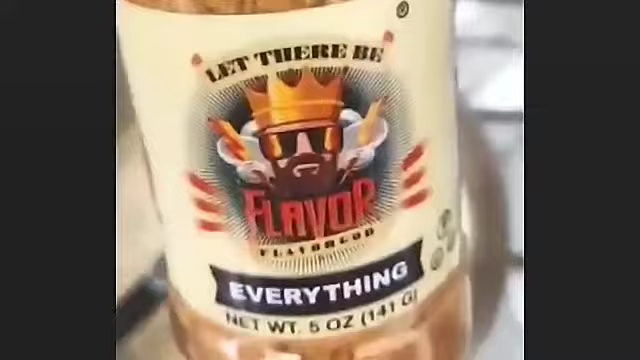 LET THERE BE
FLAVOR
FLAVORGOD
EVERYTHING
NET WT. 5 OZ (141 G)